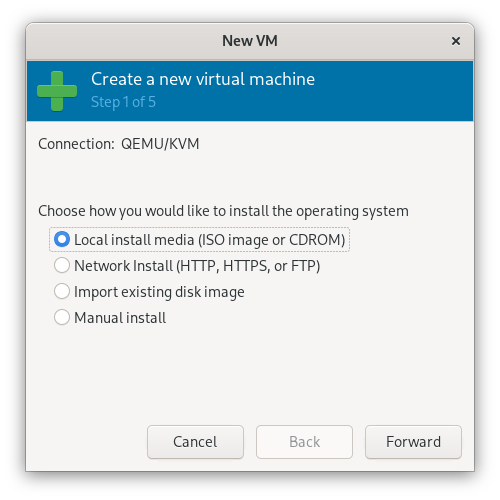 New VM
Create a new virtual machine
Step 1 of 5
Connection: QEMU/KVM
Choose how you would like to install the operating system
Local install media (ISO image or CDROM)
Network Install (HTTP, HTTPS, or FTP)
Import existing disk image
Manual install
Cancel Back Forward